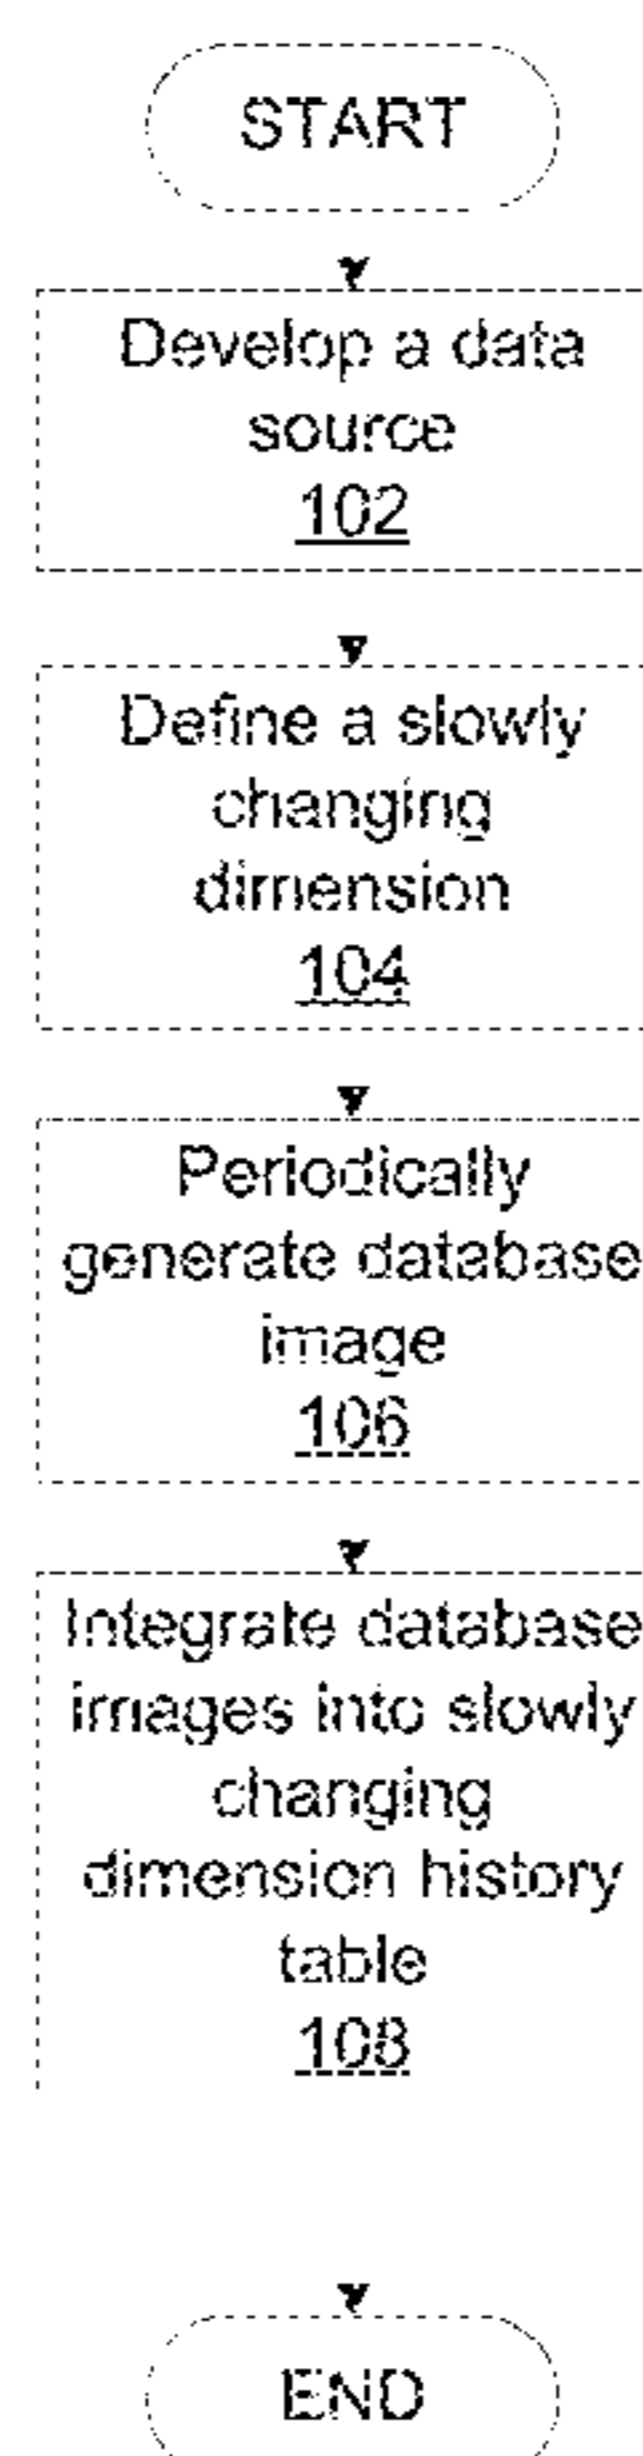 START
Develop a data
source
102
Define a slowly
changing
dimension
104
Periodically
generate database
image
106
Integrate database
images into slowly
changing
dimension history
table
108
END